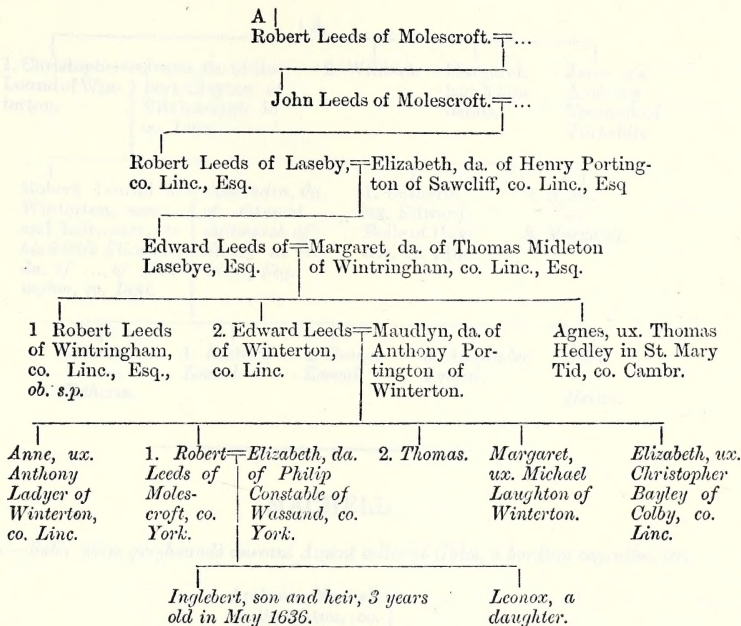 A
Robert Leeds of Molescroft.=...
John Leeds of Molescroft.=...
Robert Leeds of Laseby,=Elizabeth, da. of Henry Porting-
co. Linc., Esq. ton of Sawcliff, co. Linc., Esq
Edward Leeds of=Margaret, da. of Thomas Midleton
Lasebye, Esq. of Wintringham, co. Linc., Esq.
1 Robert Leeds
of Wintringham,
co. Linc., Esq.,
ob. s.p.
2. Edward Leeds=
of Winterton,
co. Linc.
Maudlyn, da. of
Anthony Por-
tington of
Winterton.
Agnes, ux. Thomas
Hedley in St. Mary
Tid, co. Cambr.
Anne, ux.
Anthony
Ladyer of
Winterton,
co. Linc.
1. Robert=
Leeds of
Moles-
croft, co.
York.
Elizabeth, da.
of Philip
Constable of
Wassand, co.
York.
2. Thomas.
Margaret,
ux. Michael
Laughton of
Winterton.
Elizabeth, ux.
Christopher
Bayley of
Colby, co.
Linc.
Inglebert, son and heir, 3 years
old in May 1636.
Leonox, a
daughter.